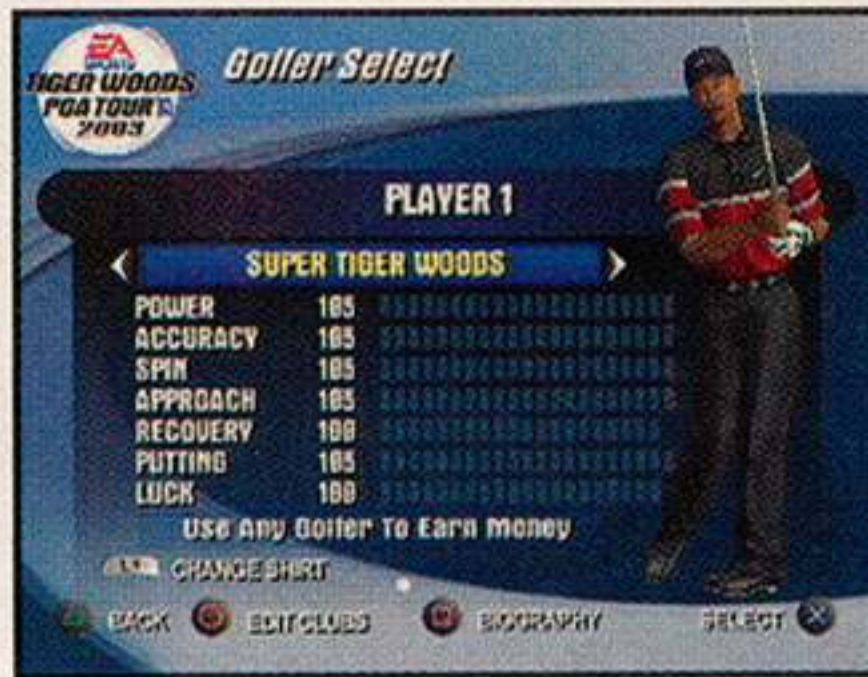 EA
SPORTS
TIGER WOODS
PGA TOUR
2003
Golfer Select
PLAYER 1
SUPER TIGER WOODS
POWER 105
ACCURACY 105
SPIN 105
APPROACH 105
RECOVERY 100
PUTTING 105
LUCK 100
Use Any Golfer To Earn Money
CHANGE SHIRT
BACK EDIT CLUBS BIOGRAPHY SELECT